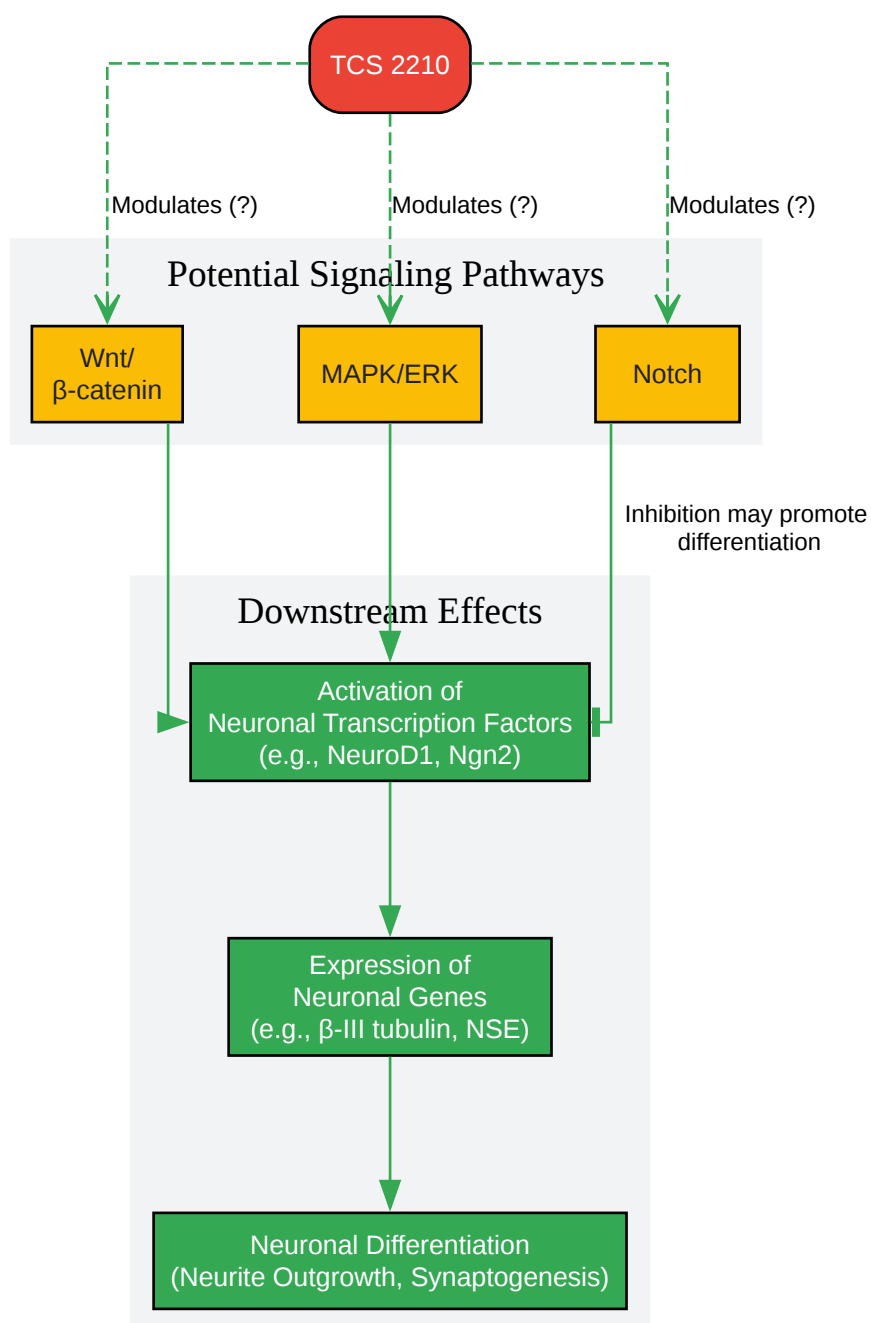 TCS 2210
Modulates (?)
Modulates (?)
Modulates (?)
Potential Signaling Pathways
Wnt/
β-catenin
MAPK/ERK
Notch
Inhibition may promote
differentiation
Downstream Effects
Activation of
Neuronal Transcription Factors
(e.g., NeuroD1, Ngn2)
Expression of
Neuronal Genes
(e.g., β-III tubulin, NSE)
Neuronal Differentiation
(Neurite Outgrowth, Synaptogenesis)